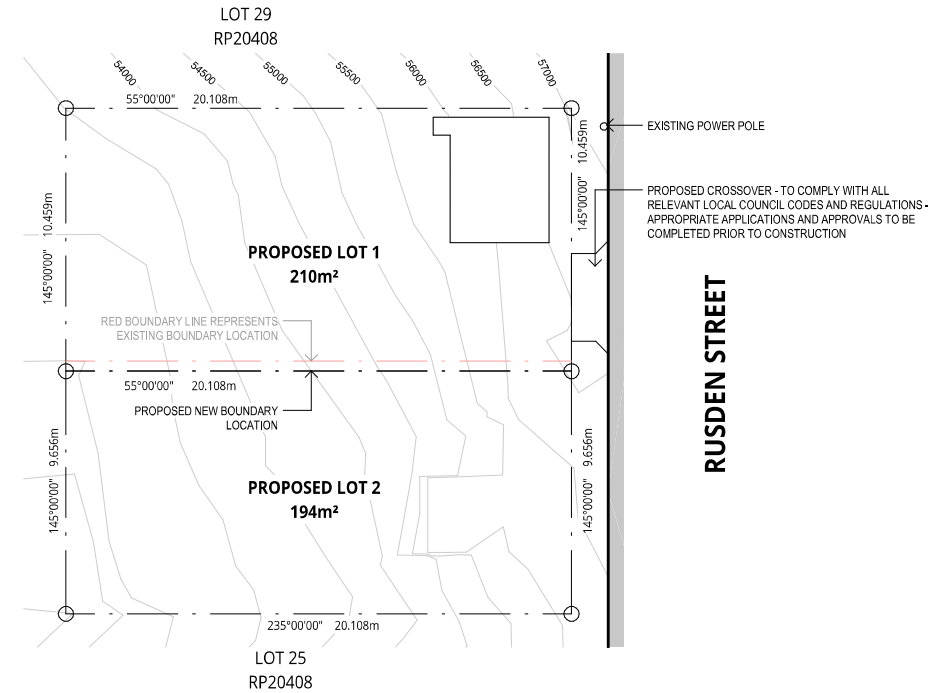 LOT 29
RP20408
54000
54500
55000
55500
56000
56500
57000
55°00'00" 20.108m
10.459m
145°00'00"
EXISTING POWER POLE
PROPOSED CROSSOVER - TO COMPLY WITH ALL
RELEVANT LOCAL COUNCIL CODES AND REGULATIONS -
APPROPRIATE APPLICATIONS AND APPROVALS TO BE
COMPLETED PRIOR TO CONSTRUCTION
145°00'00" 10.459m
PROPOSED LOT 1
210m²
RED BOUNDARY LINE REPRESENTS
EXISTING BOUNDARY LOCATION
RUSDEN STREET
55°00'00" 20.108m
PROPOSED NEW BOUNDARY
LOCATION
145°00'00" 9.656m
PROPOSED LOT 2
194m²
145°00'00" 9.656m
235°00'00" 20.108m
LOT 25
RP20408